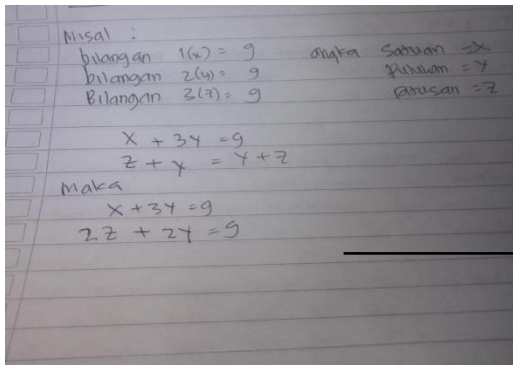 Misal :
bilangan 1(x) = 9 angka satuan = x
bilangan 2(y) = 9 puluhan = y
Bilangan 3(z) = 9 ratusan = z
x + 3y = 9
z + y = y + z
Maka
x + 3y = 9
2z + 2y = 9